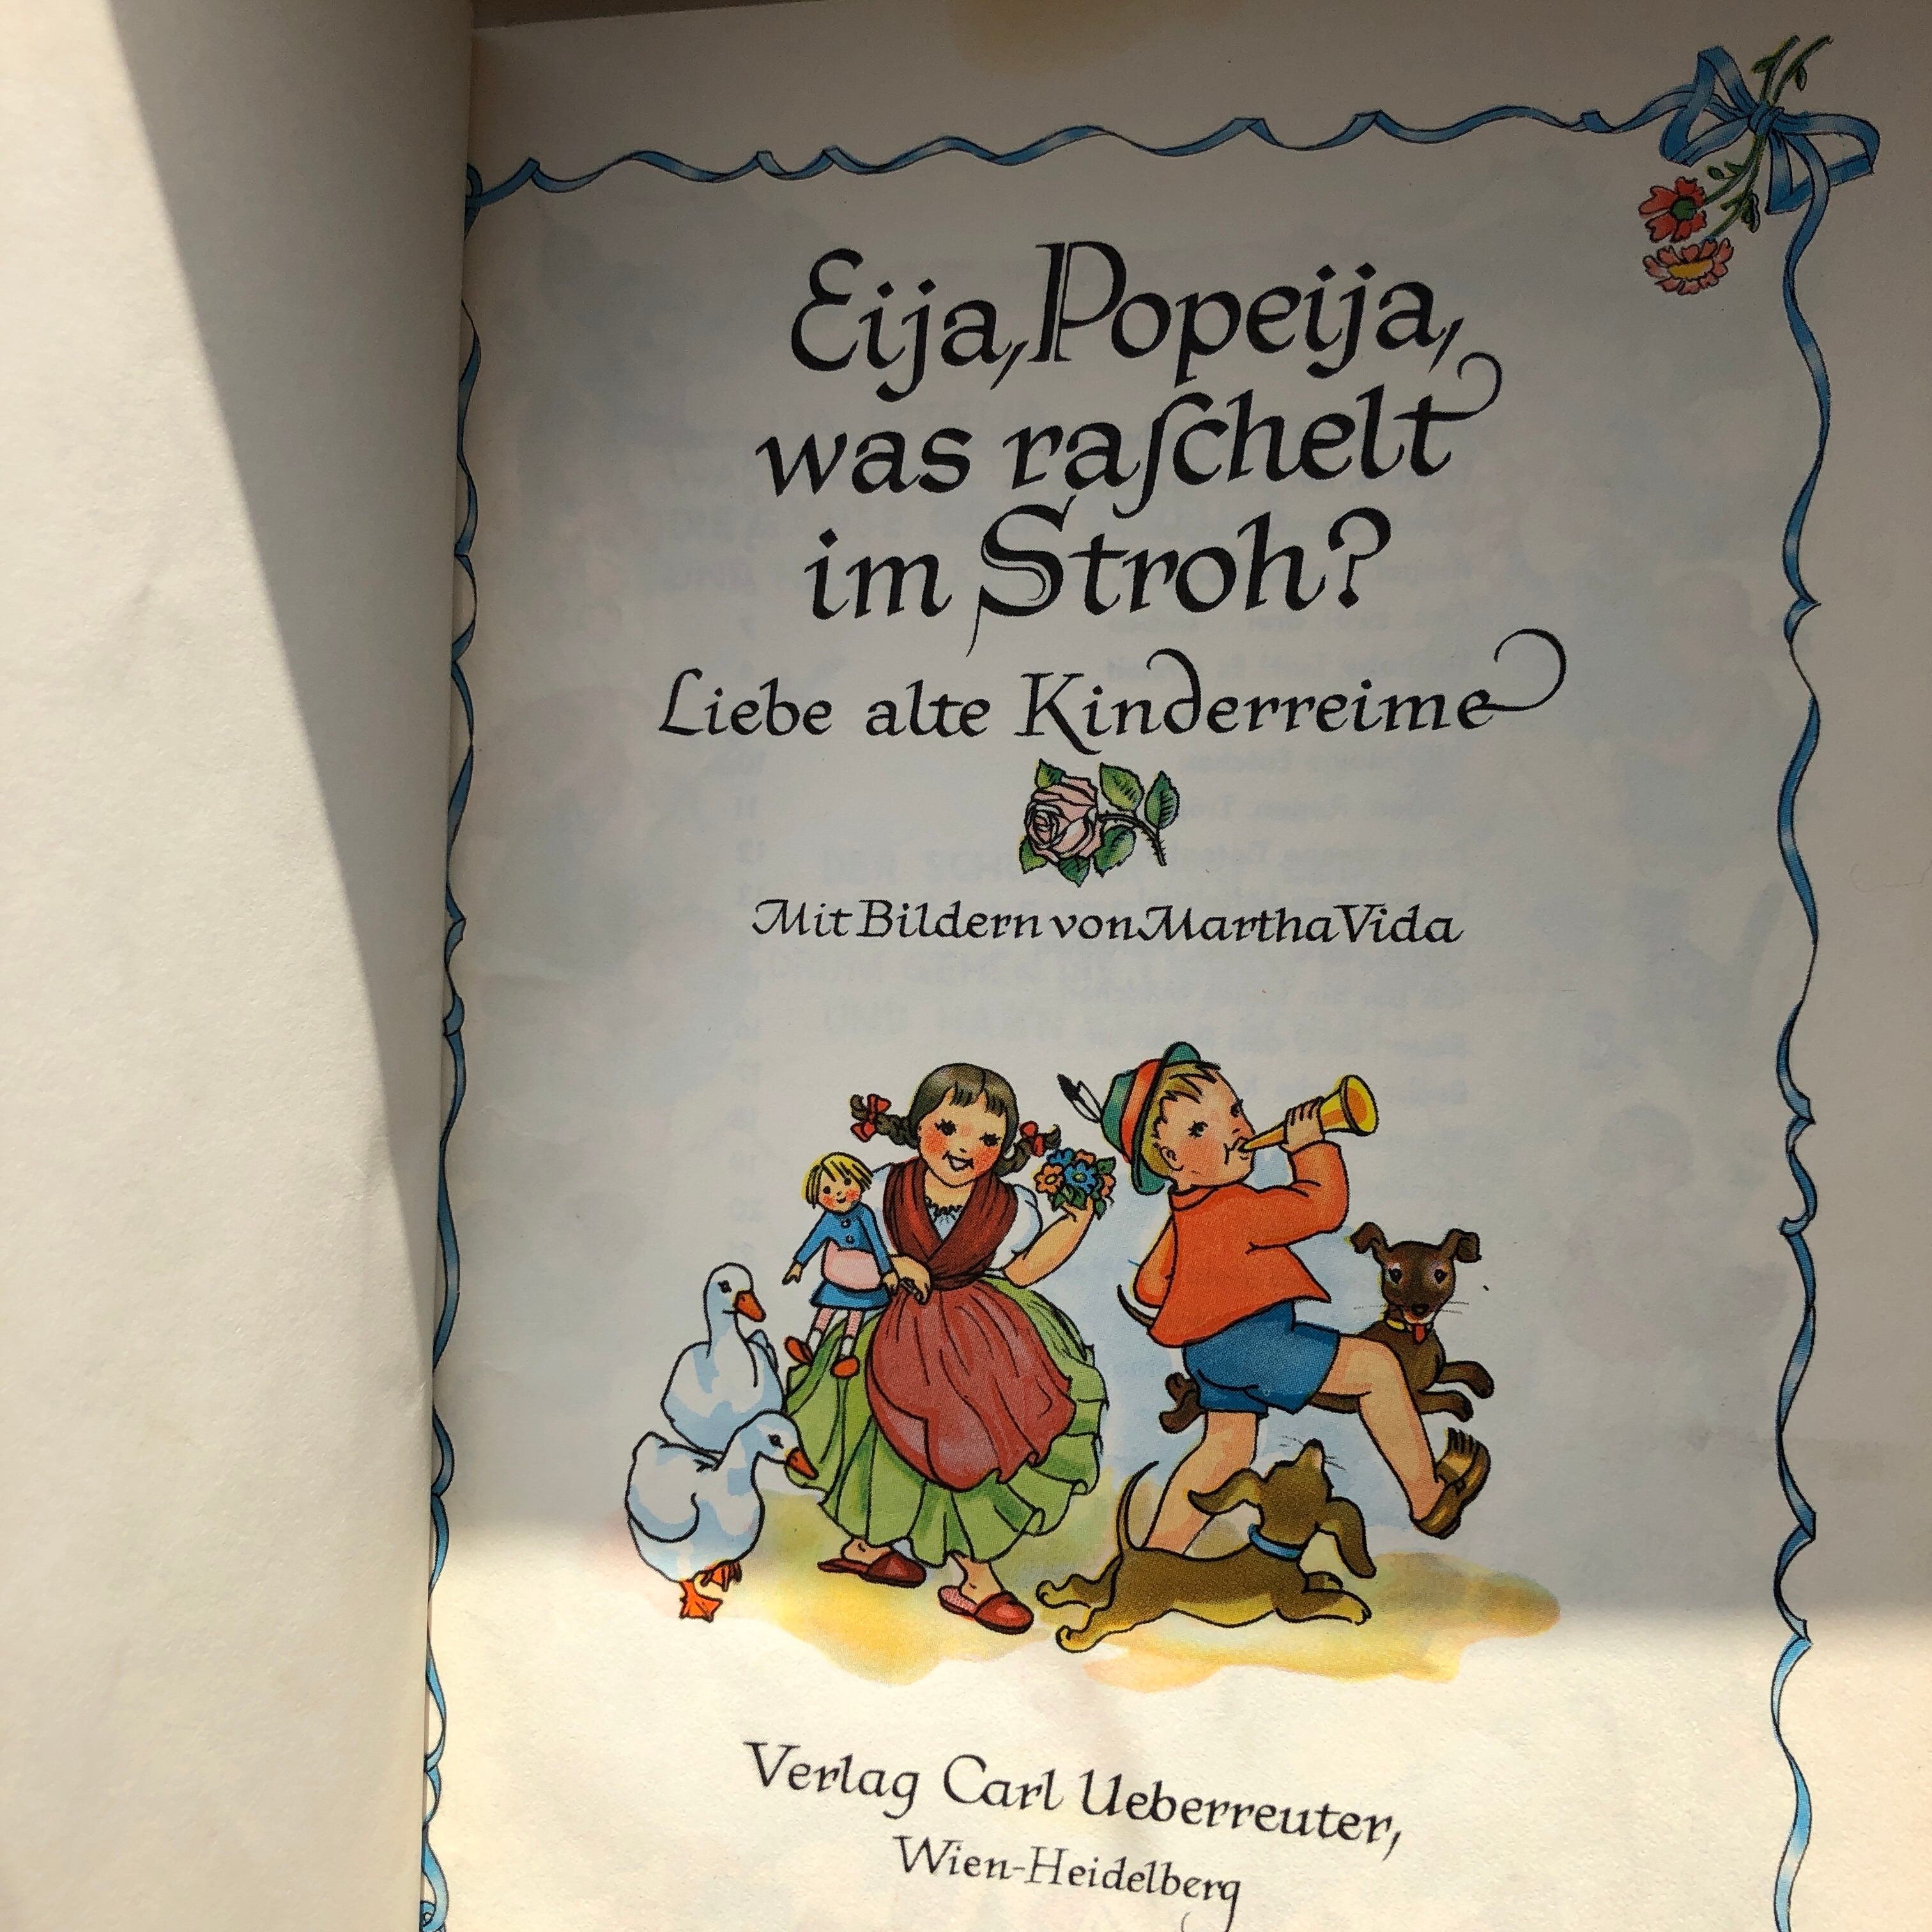 Eija, Popeija,
was raſchelt
im Stroh?
Liebe alte Kinderreime
Mit Bildern von Martha Vida
Verlag Carl Ueberreuter,
Wien-Heidelberg